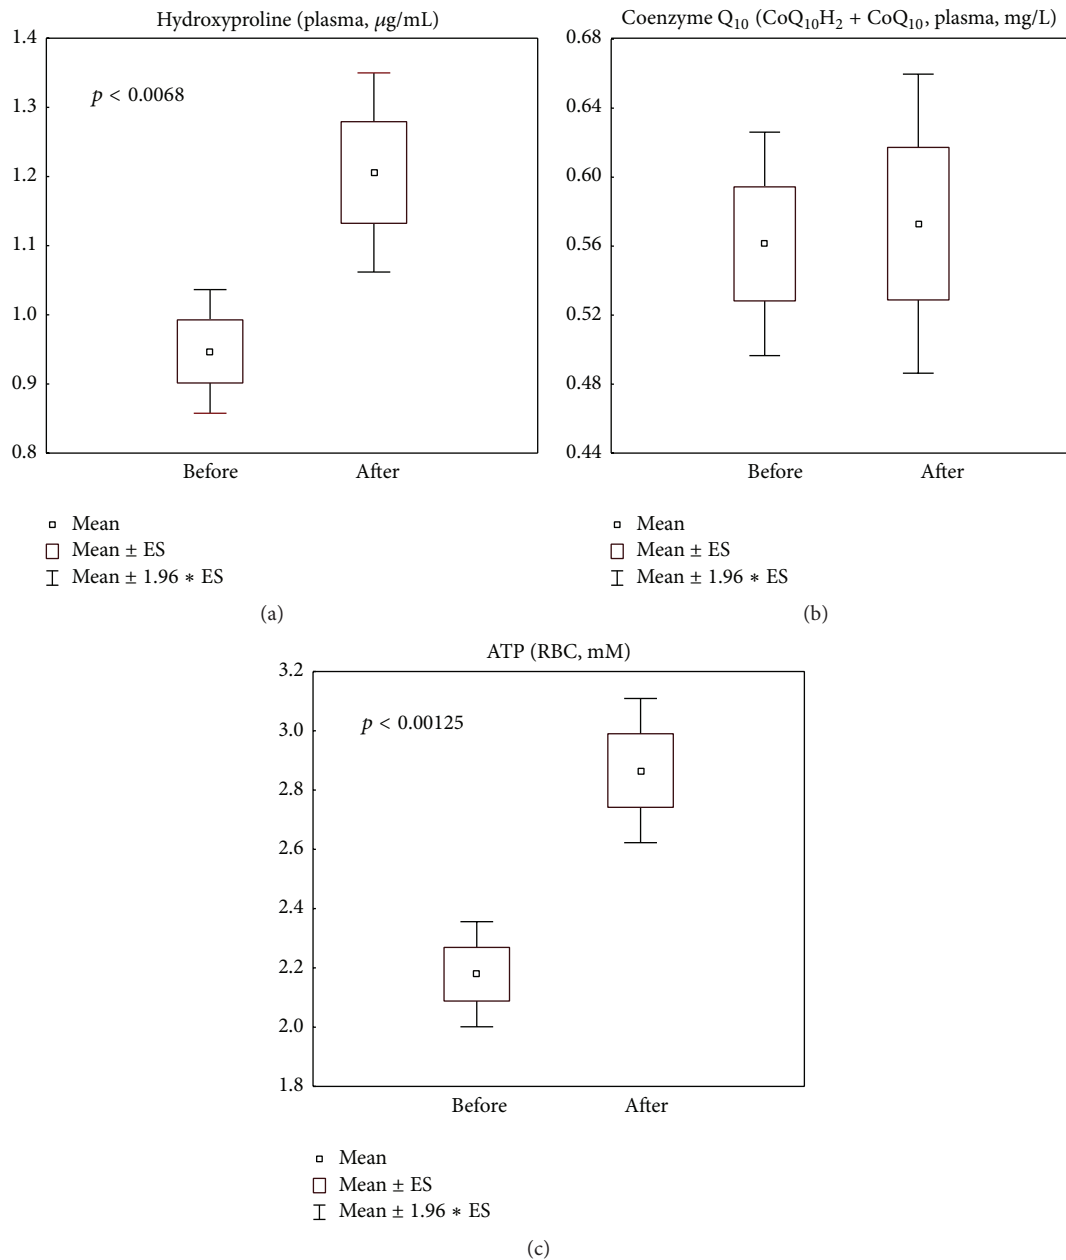 Hydroxyproline (plasma, μg/mL)
1.4
1.3
1.2
1.1
1.0
0.9
0.8
p < 0.0068
Before After
Mean
Mean ± ES
Mean ± 1.96 ∗ ES
(a)
Coenzyme Q10 (CoQ10H2 + CoQ10, plasma, mg/L)
0.68
0.64
0.60
0.56
0.52
0.48
0.44
Before After
Mean
Mean ± ES
Mean ± 1.96 ∗ ES
(b)
ATP (RBC, mM)
3.2
3.0
2.8
2.6
2.4
2.2
2.0
1.8
p < 0.00125
Before After
Mean
Mean ± ES
Mean ± 1.96 ∗ ES
(c)